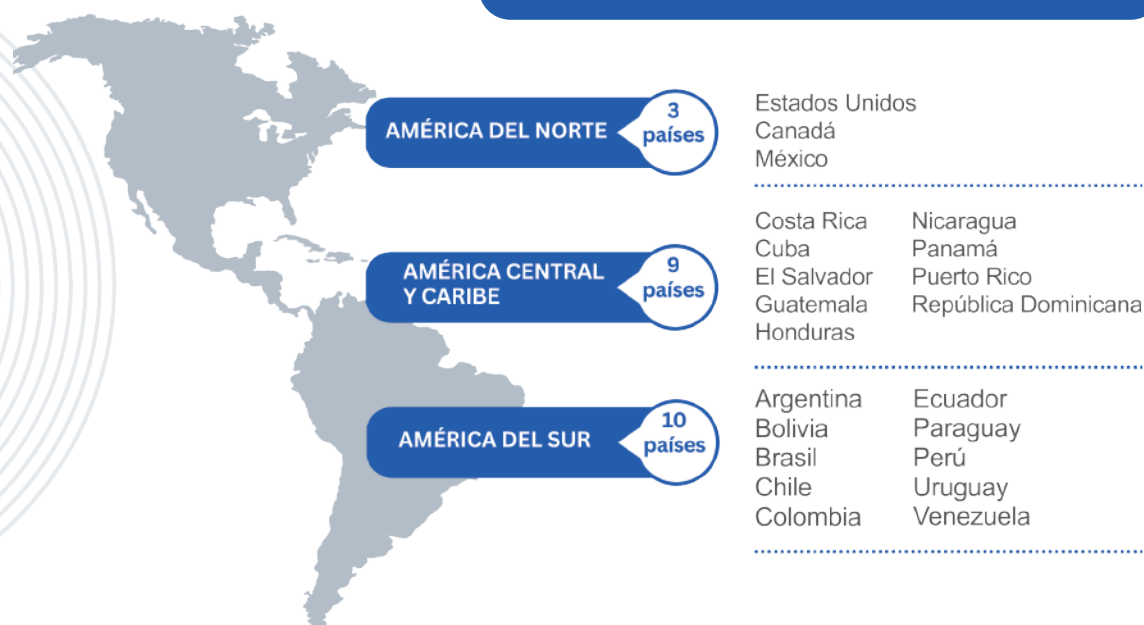 AMÉRICA DEL NORTE
3
países
Estados Unidos
Canadá
México
AMÉRICA CENTRAL
Y CARIBE
9
países
Costa Rica
Cuba
El Salvador
Guatemala
Honduras
Nicaragua
Panamá
Puerto Rico
República Dominicana
AMÉRICA DEL SUR
10
países
Argentina
Bolivia
Brasil
Chile
Colombia
Ecuador
Paraguay
Perú
Uruguay
Venezuela